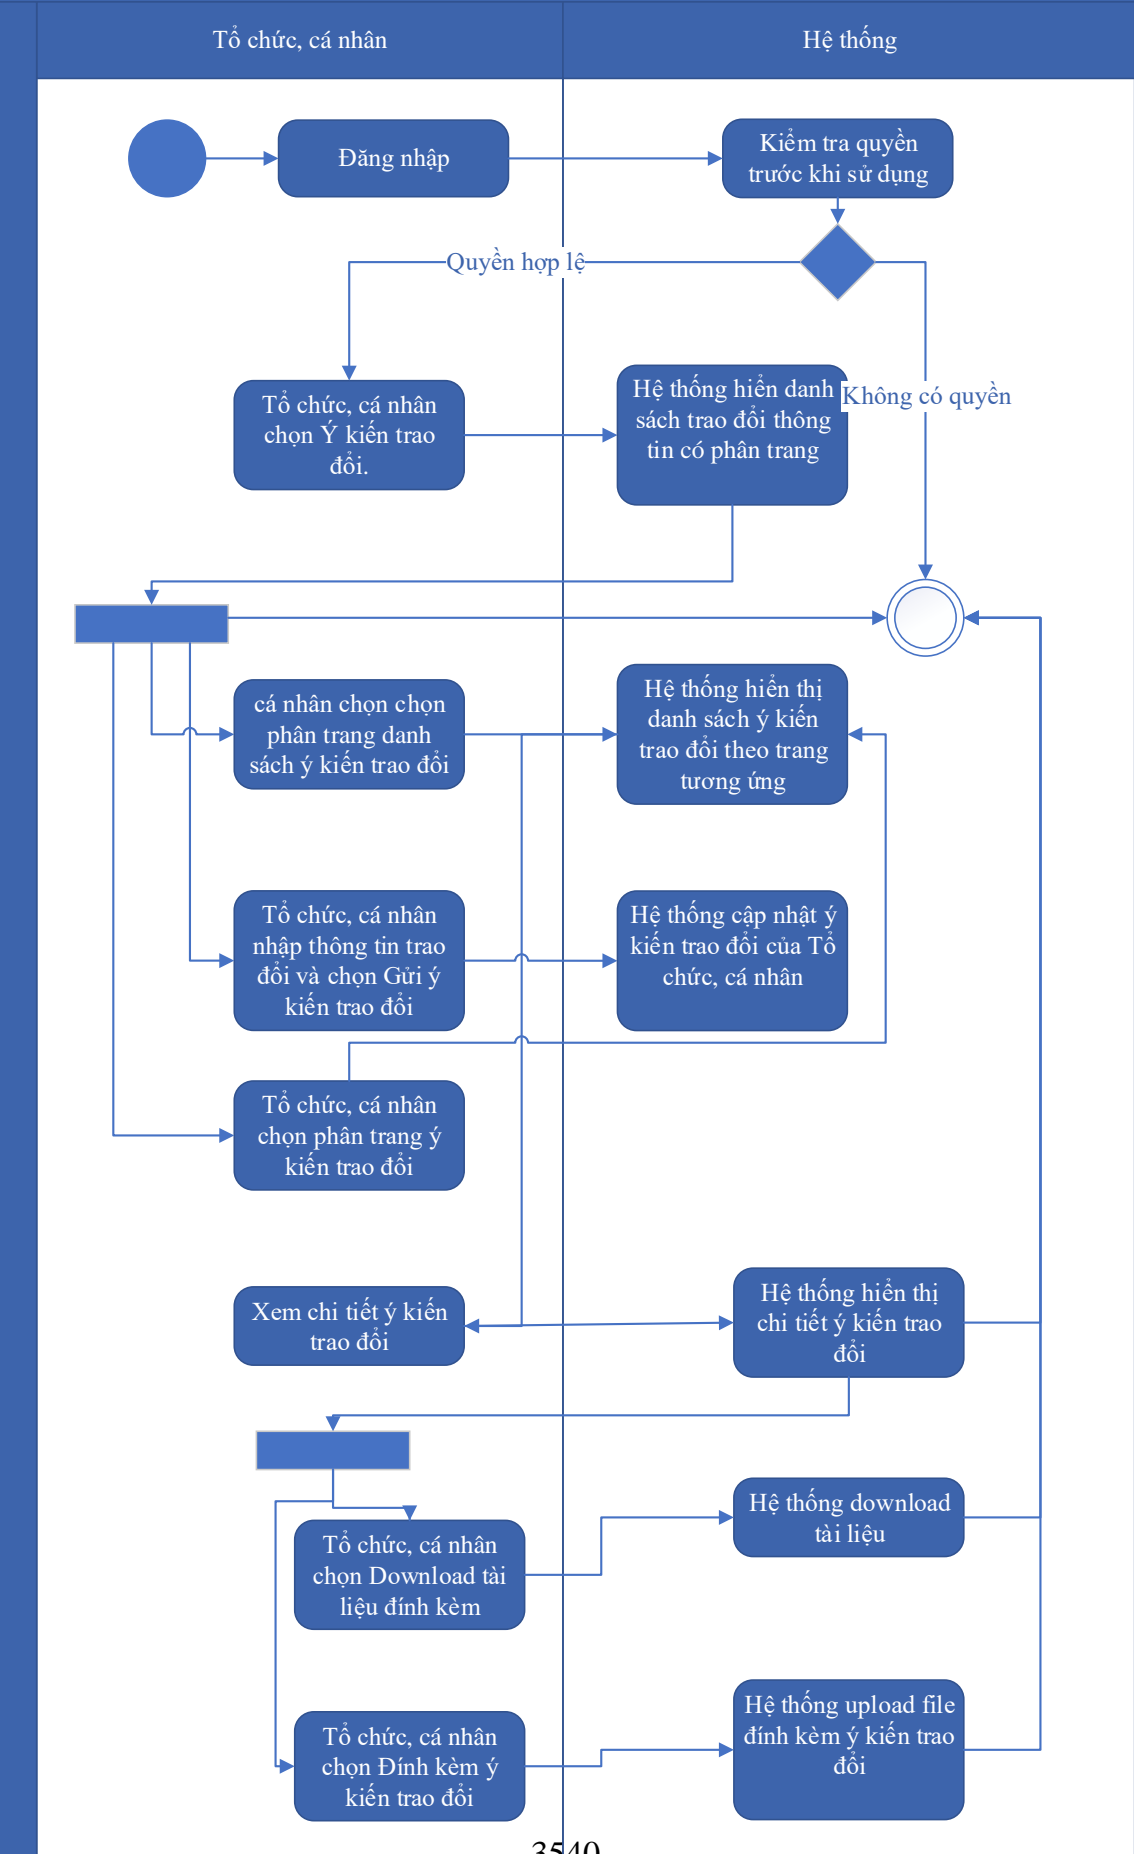 Tổ chức, cá nhân
Hệ thống
Đăng nhập
Kiểm tra quyền
trước khi sử dụng
Quyền hợp lệ
Không có quyền
Tổ chức, cá nhân
chọn Ý kiến trao
đổi.
Hệ thống hiển danh
sách trao đổi thông
tin có phân trang
cá nhân chọn chọn
phân trang danh
sách ý kiến trao đổi
Hệ thống hiển thị
danh sách ý kiến
trao đổi theo trang
tương ứng
Tổ chức, cá nhân
nhập thông tin trao
đổi và chọn Gửi ý
kiến trao đổi
Hệ thống cập nhật ý
kiến trao đổi của Tổ
chức, cá nhân
Tổ chức, cá nhân
chọn phân trang ý
kiến trao đổi
Xem chi tiết ý kiến
trao đổi
Hệ thống hiển thị
chi tiết ý kiến trao
đổi
Tổ chức, cá nhân
chọn Download tài
liệu đính kèm
Hệ thống download
tài liệu
Tổ chức, cá nhân
chọn Đính kèm ý
kiến trao đổi
Hệ thống upload file
đính kèm ý kiến trao
đổi
3540